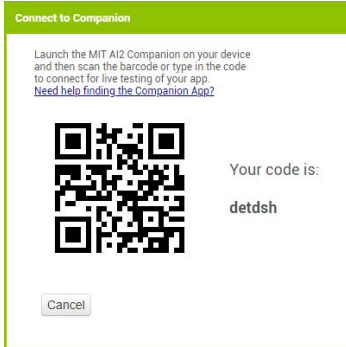 Connect to Companion
Launch the MIT AI2 Companion on your device
and then scan the barcode or type in the code
to connect for live testing of your app.
Need help finding the Companion App?
Your code is:
detdsh
Cancel